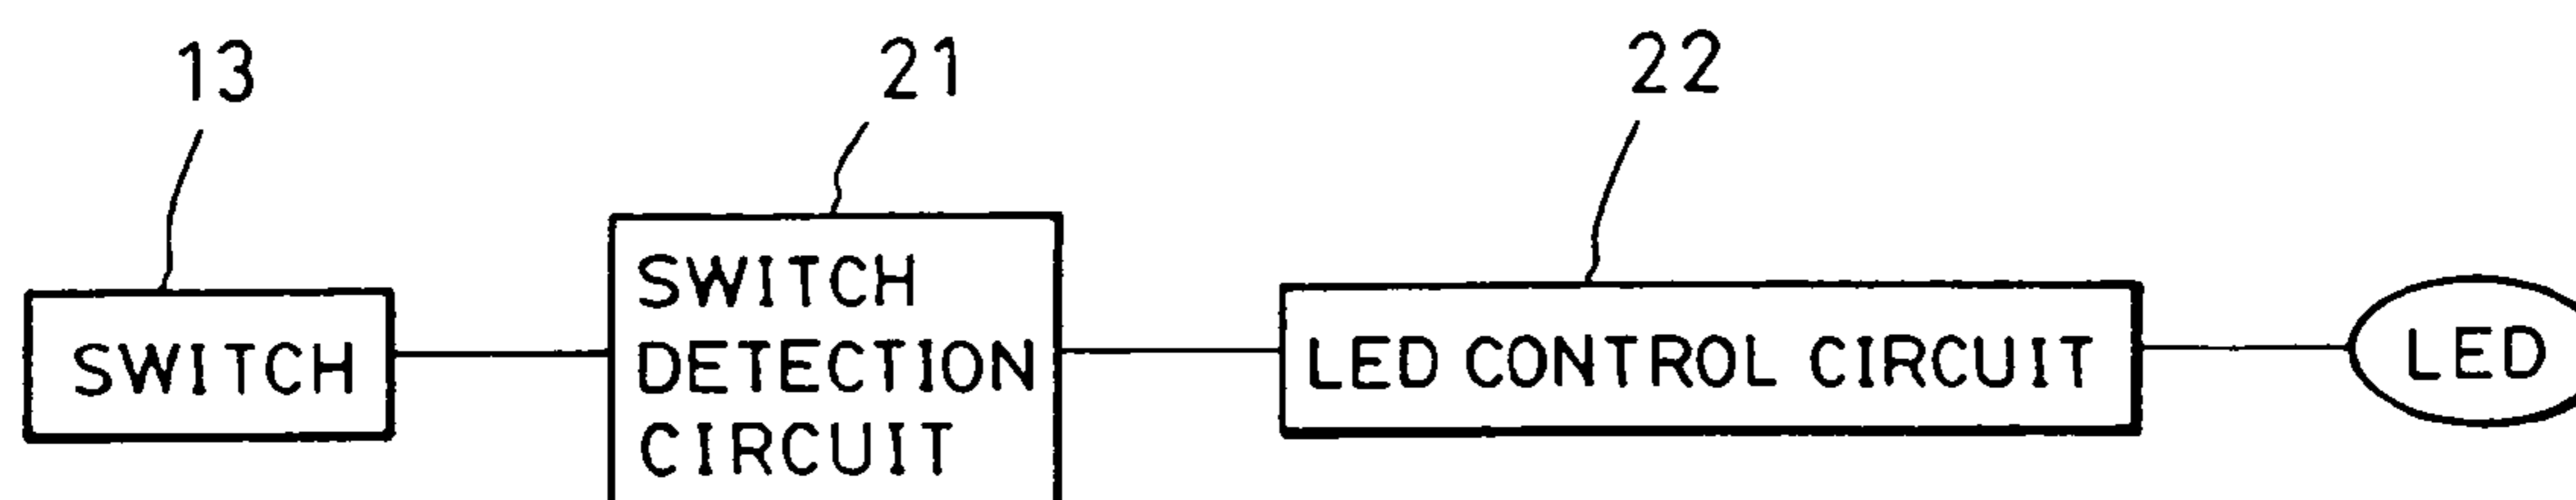 13
21
22
SWITCH
SWITCH
DETECTION
CIRCUIT
LED CONTROL CIRCUIT
LED